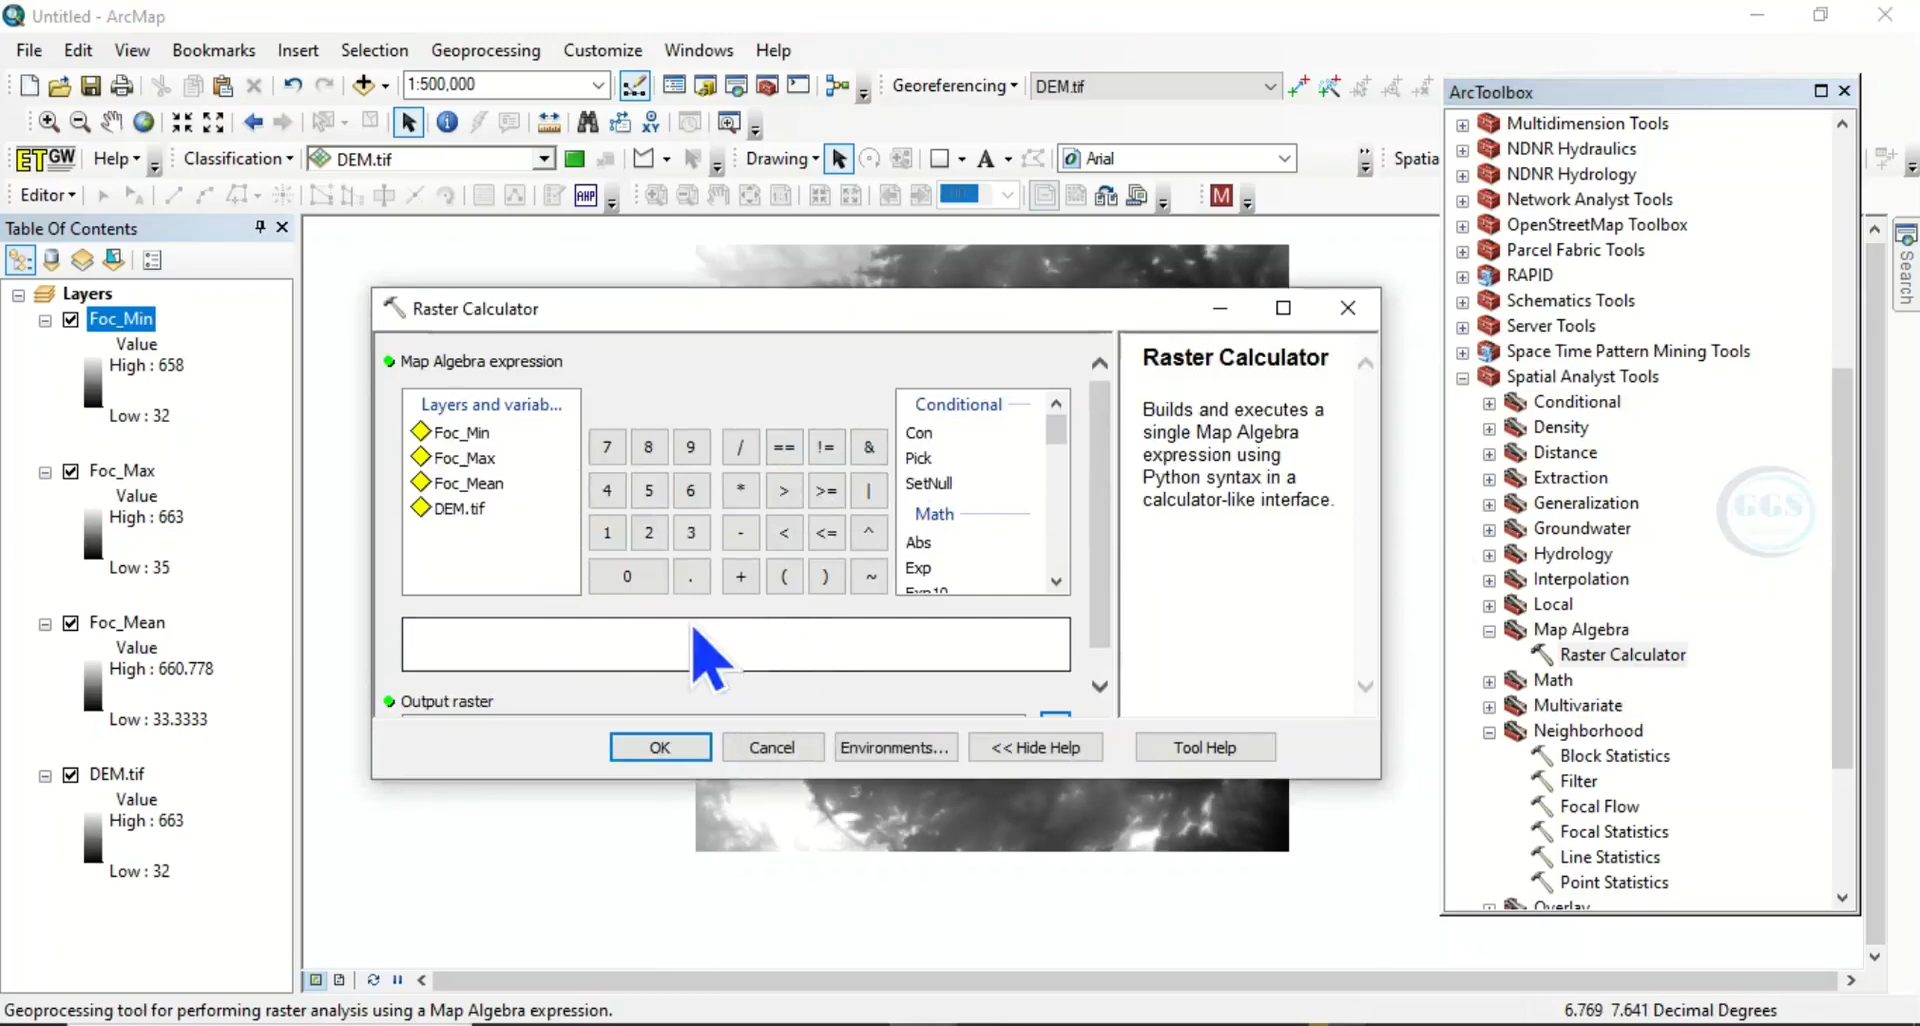 Untitled - ArcMap
File Edit View Bookmarks Insert Selection Geoprocessing Customize Windows Help
1:500,000 Georeferencing DEM.tif
ET GW Help Classification DEM.tif Drawing A Arial Spatia
Editor AHP M
Table Of Contents
Layers
Foc_Min
Value
High : 658
Low : 32
Foc_Max
Value
High : 663
Low : 35
Foc_Mean
Value
High : 660.778
Low : 33.3333
DEM.tif
Value
High : 663
Low : 32
Raster Calculator
Map Algebra expression
Layers and variab...
Foc_Min
Foc_Max
Foc_Mean
DEM.tif
7 8 9 / == != &
4 5 6 * > >= |
1 2 3 - < <= ^
0 . + ( ) ~
Conditional
Con
Pick
SetNull
Math
Abs
Exp
Exp10
Output raster
OK Cancel Environments... << Hide Help Tool Help
Raster Calculator
Builds and executes a
single Map Algebra
expression using
Python syntax in a
calculator-like interface.
ArcToolbox
Multidimension Tools
NDNR Hydraulics
NDNR Hydrology
Network Analyst Tools
OpenStreetMap Toolbox
Parcel Fabric Tools
RAPID
Schematics Tools
Server Tools
Space Time Pattern Mining Tools
Spatial Analyst Tools
Conditional
Density
Distance
Extraction
Generalization
Groundwater
Hydrology
Interpolation
Local
Map Algebra
Raster Calculator
Math
Multivariate
Neighborhood
Block Statistics
Filter
Focal Flow
Focal Statistics
Line Statistics
Point Statistics
Overlay
GGS
Search
Geoprocessing tool for performing raster analysis using a Map Algebra expression.
6.769 7.641 Decimal Degrees